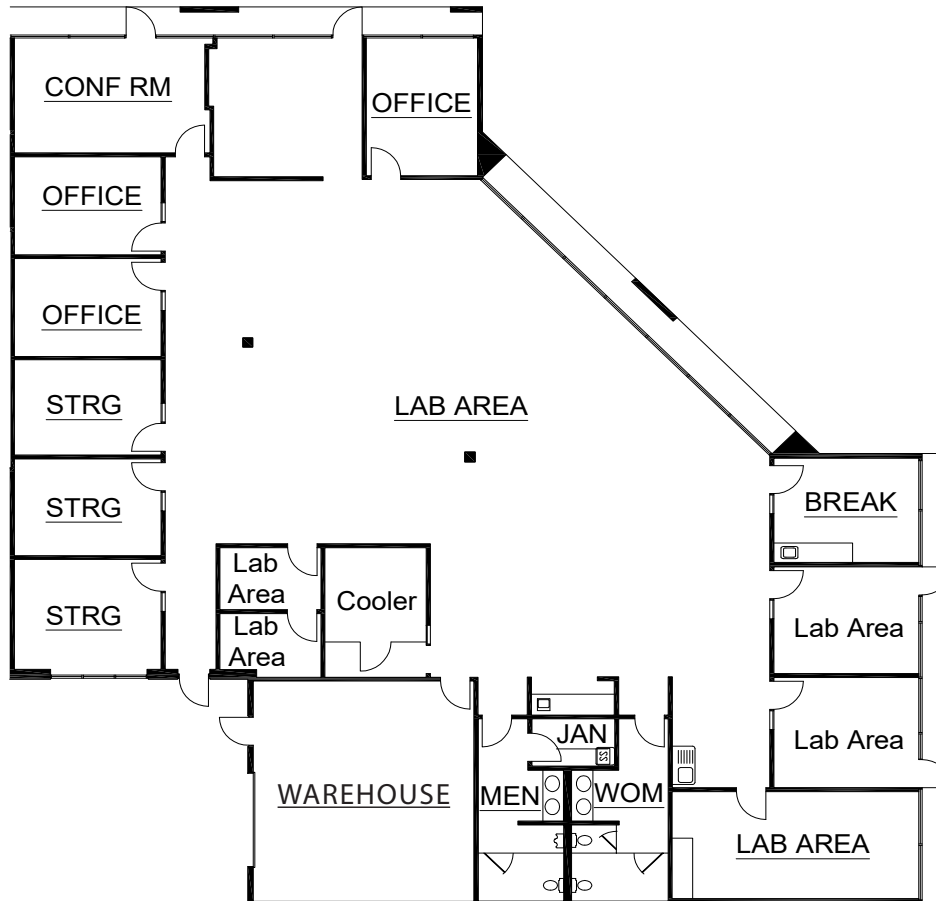 CONF RM
OFFICE
OFFICE
OFFICE
STRG
LAB AREA
STRG
BREAK
Lab
Area
Cooler
STRG
Lab
Area
Lab Area
JAN
Lab Area
WAREHOUSE
MEN
WOM
LAB AREA